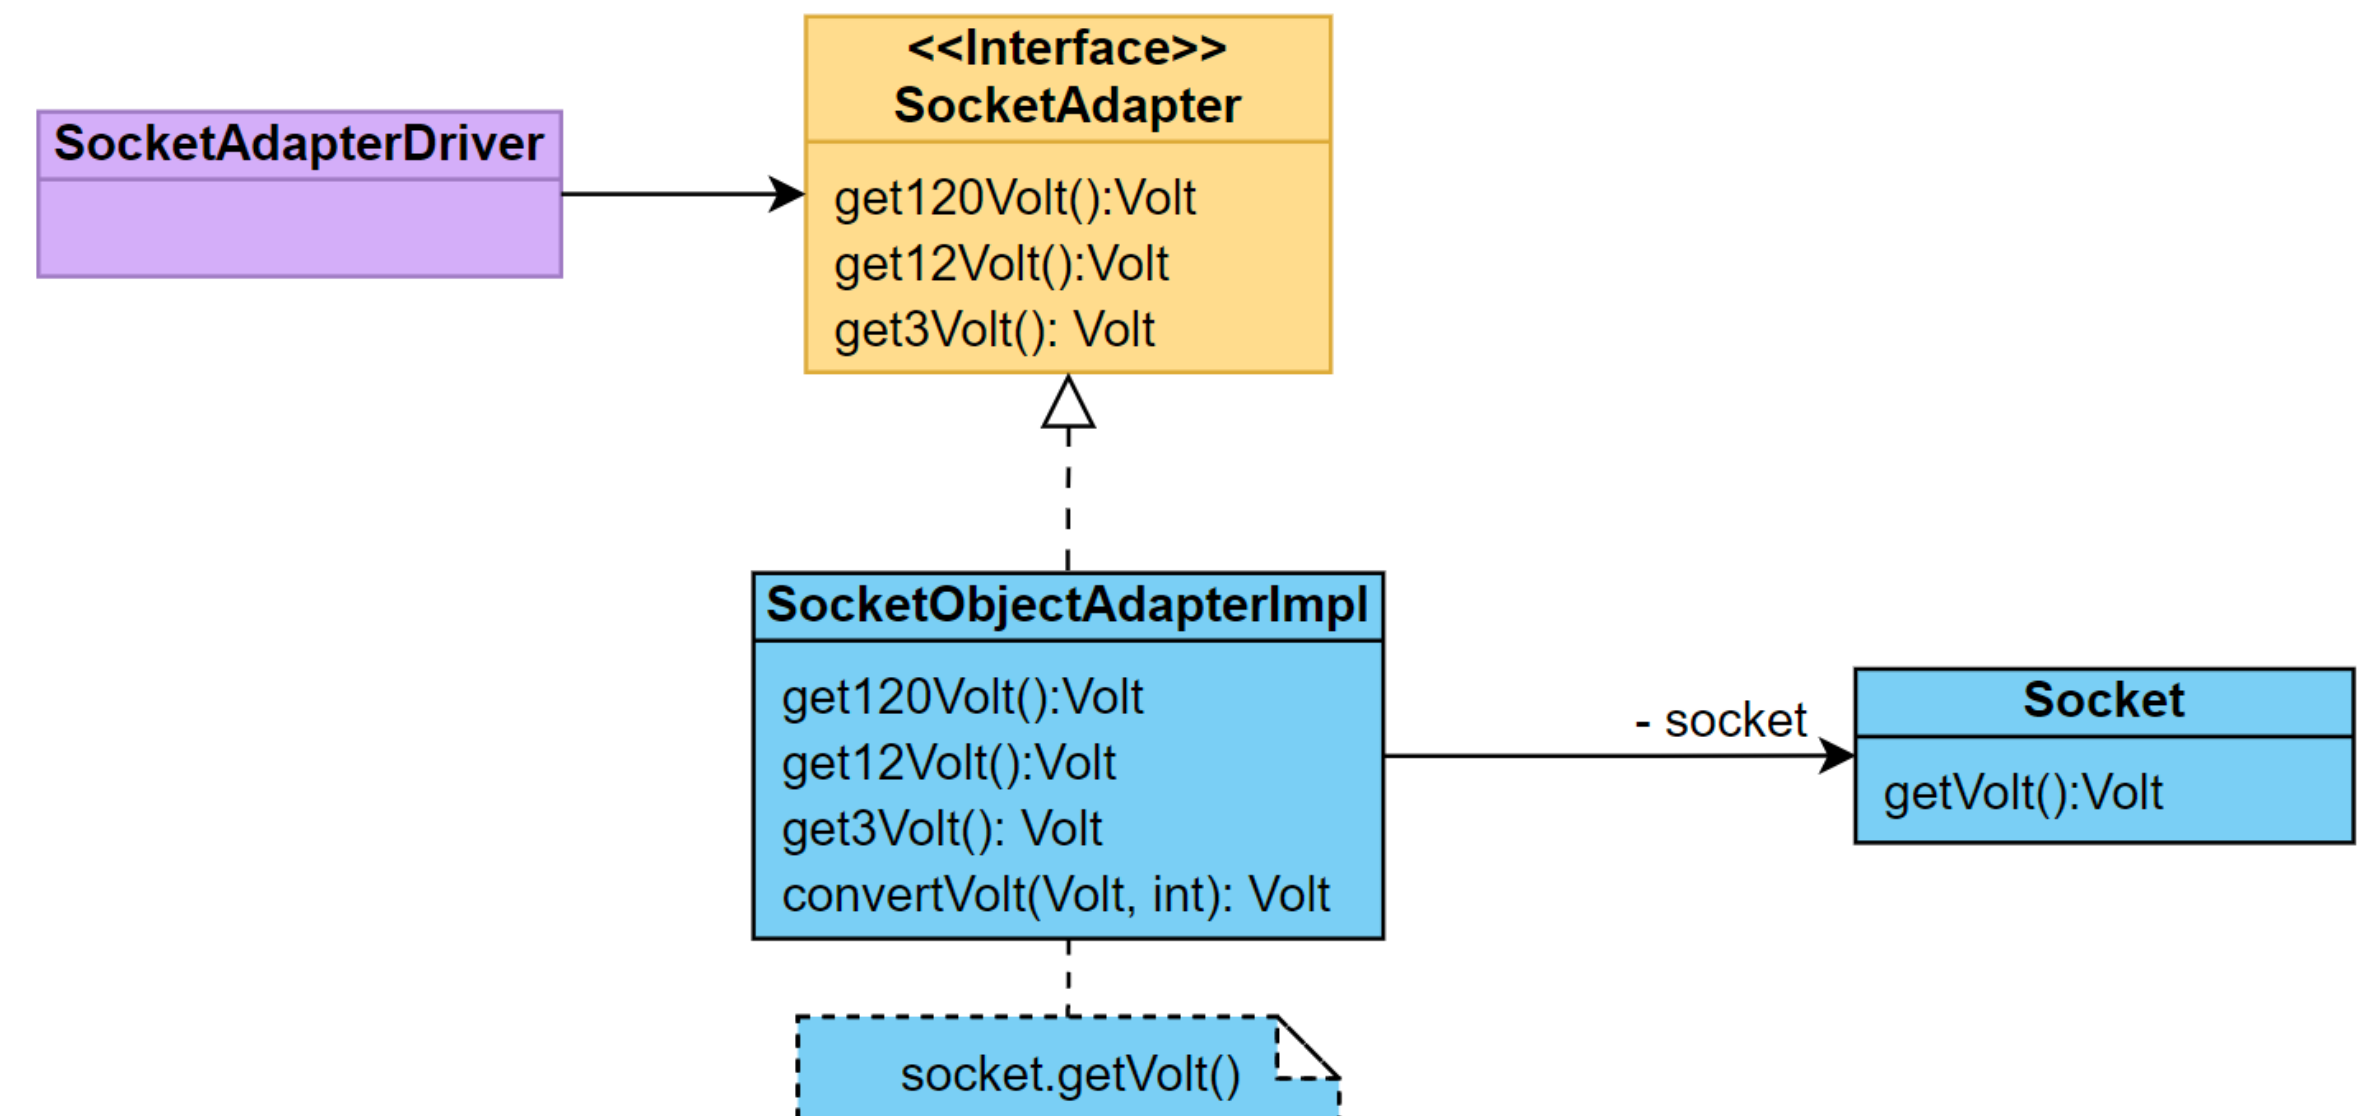 <<Interface>>
SocketAdapter
SocketAdapterDriver
get120Volt():Volt
get12Volt():Volt
get3Volt(): Volt
SocketObjectAdapterImpl
get120Volt():Volt
get12Volt():Volt
get3Volt(): Volt
convertVolt(Volt, int): Volt
- socket
Socket
getVolt():Volt
socket.getVolt()